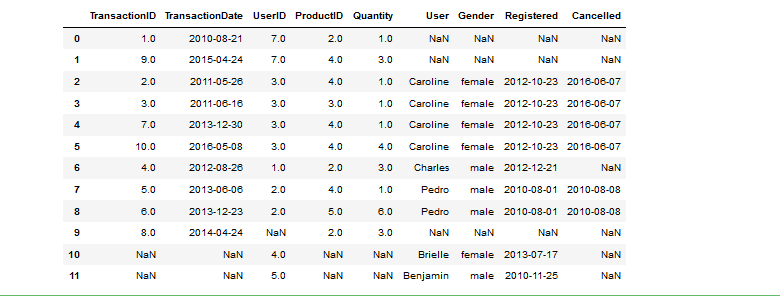 TransactionID TransactionDate UserID ProductID Quantity User Gender Registered Cancelled
0 1.0 2010-08-21 7.0 2.0 1.0 NaN NaN NaN NaN
1 9.0 2015-04-24 7.0 4.0 3.0 NaN NaN NaN NaN
2 2.0 2011-05-26 3.0 4.0 1.0 Caroline female 2012-10-23 2016-06-07
3 3.0 2011-06-16 3.0 3.0 1.0 Caroline female 2012-10-23 2016-06-07
4 7.0 2013-12-30 3.0 4.0 1.0 Caroline female 2012-10-23 2016-06-07
5 10.0 2016-05-08 3.0 4.0 4.0 Caroline female 2012-10-23 2016-06-07
6 4.0 2012-08-26 1.0 2.0 3.0 Charles male 2012-12-21 NaN
7 5.0 2013-06-06 2.0 4.0 1.0 Pedro male 2010-08-01 2010-08-08
8 6.0 2013-12-23 2.0 5.0 6.0 Pedro male 2010-08-01 2010-08-08
9 8.0 2014-04-24 NaN 2.0 3.0 NaN NaN NaN NaN
10 NaN NaN 4.0 NaN NaN Brielle female 2013-07-17 NaN
11 NaN NaN 5.0 NaN NaN Benjamin male 2010-11-25 NaN